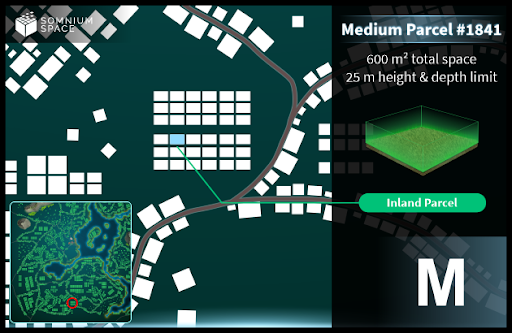 SOMNIUM
SPACE
Medium Parcel #1841
600 m² total space
25 m height & depth limit
Inland Parcel
M